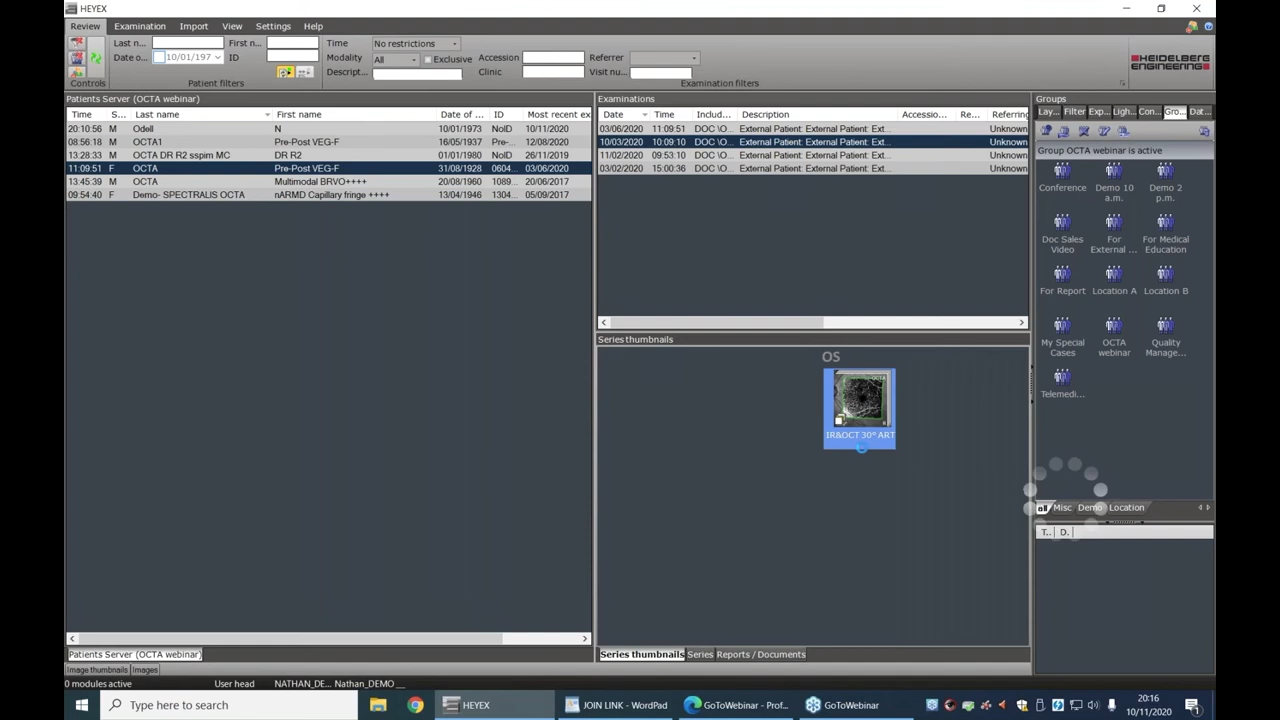 HEYEX
Review Examination Import View Settings Help
Last n... First n... Time No restrictions Accession Referrer
Date o... 10/01/197 ID Modality All Exclusive Clinic Visit nu...
Descript...
Controls Patient filters Examination filters
HEIDELBERG
ENGINEERING
Patients Server (OCTA webinar)
Time S... Last name First name Date of ... ID Most recent ex
20:10:56 M Odell N 10/01/1973 NoID 10/11/2020
08:56:18 M OCTA1 Pre-Post VEG-F 16/05/1937 Pre-... 12/08/2020
13:28:33 M OCTA DR R2 sspim MC DR R2 01/01/1980 NoID 26/11/2019
11:09:51 F OCTA Pre-Post VEG-F 31/08/1928 0604... 03/06/2020
13:45:39 M OCTA Multimodal BRVO++++ 20/08/1960 1089... 20/06/2017
09:54:40 F Demo- SPECTRALIS OCTA nARMD Capillary fringe ++++ 13/04/1946 1304... 05/09/2017
Examinations
Date Time Includ... Description Accessio... Re... Referring
03/06/2020 11:09:51 DOC \O... External Patient: External Patient: Ext... Unknown
10/03/2020 10:09:10 DOC \O... External Patient: External Patient: Ext... Unknown
11/02/2020 09:53:10 DOC \O... External Patient: External Patient: Ext... Unknown
03/02/2020 15:00:36 DOC \O... External Patient: External Patient: Ext... Unknown
Series thumbnails
OS
OCTA
IR&OCT 30° ART
Series thumbnails Series Reports / Documents
Groups
Lay... Filter Exp... Ligh... Con... Gro... Dat...
Group OCTA webinar is active
Conference Demo 10 a.m. Demo 2 p.m.
Doc Sales Video For External ... For Medical Education
For Report Location A Location B
My Special Cases OCTA webinar Quality Manage...
Telemedi...
all Misc Demo Location
T... D.
Patients Server (OCTA webinar)
Image thumbnails Images
0 modules active User head NATHAN_DE... Nathan_DEMO __
Type here to search HEYEX JOIN LINK - WordPad GoToWebinar - Prof... GoToWebinar 20:16
10/11/2020
1